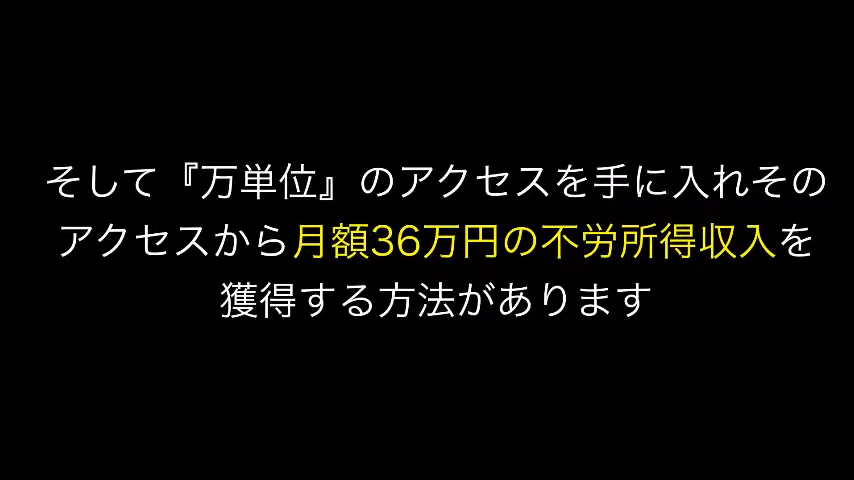 そして『万単位』のアクセスを手に入れその
アクセスから月額36万円の不労所得収入を
獲得する方法があります